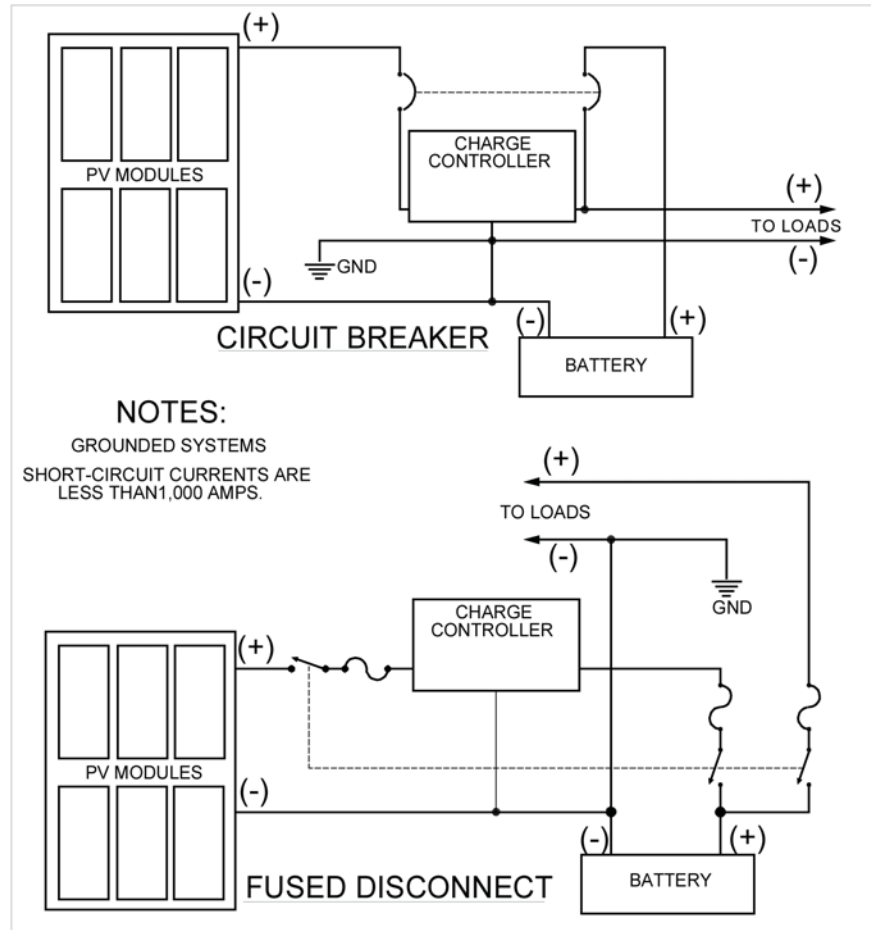 (+)
PV MODULES
CHARGE
CONTROLLER
(+)
TO LOADS
(-)
GND
(-)
CIRCUIT BREAKER
(-)
(+)
BATTERY
NOTES:
GROUNDED SYSTEMS
SHORT-CIRCUIT CURRENTS ARE
LESS THAN1,000 AMPS.
(+)
TO LOADS
(-)
GND
CHARGE
CONTROLLER
(+)
PV MODULES
(-)
(-)
(+)
BATTERY
FUSED DISCONNECT